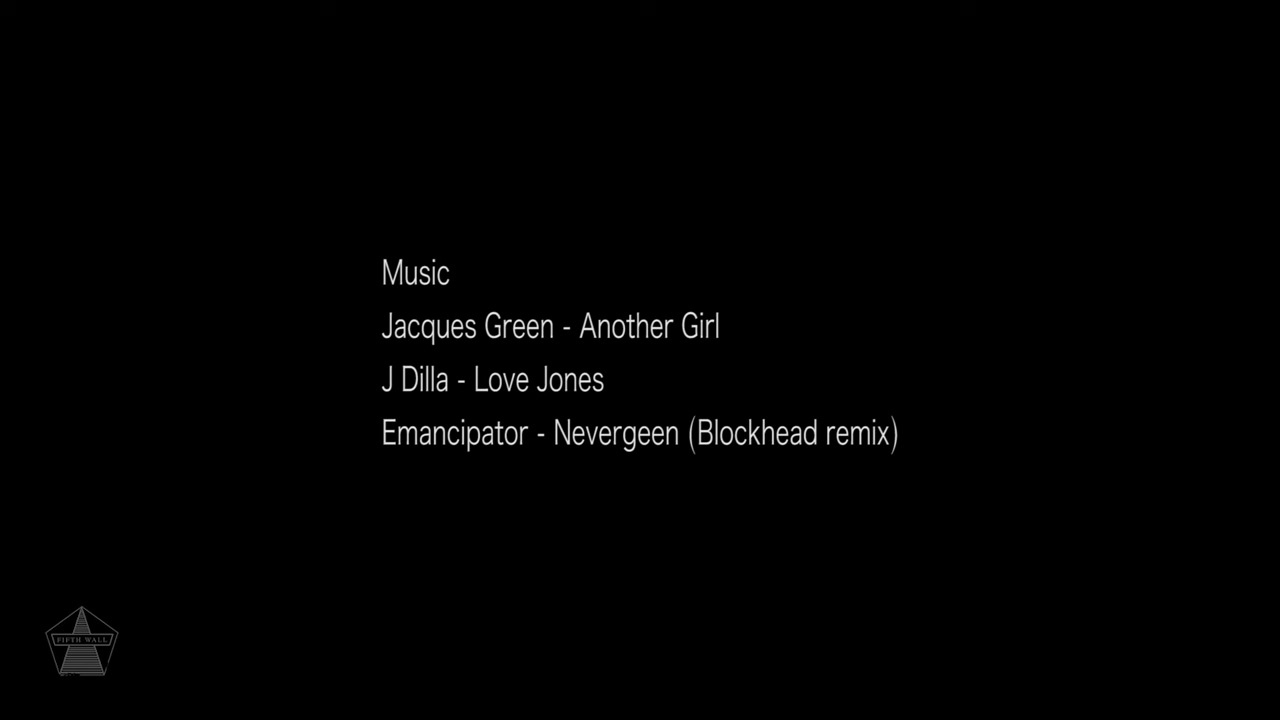 Music
Jacques Green - Another Girl
J Dilla - Love Jones
Emancipator - Nevergeen (Blockhead remix)
FIFTH WALL